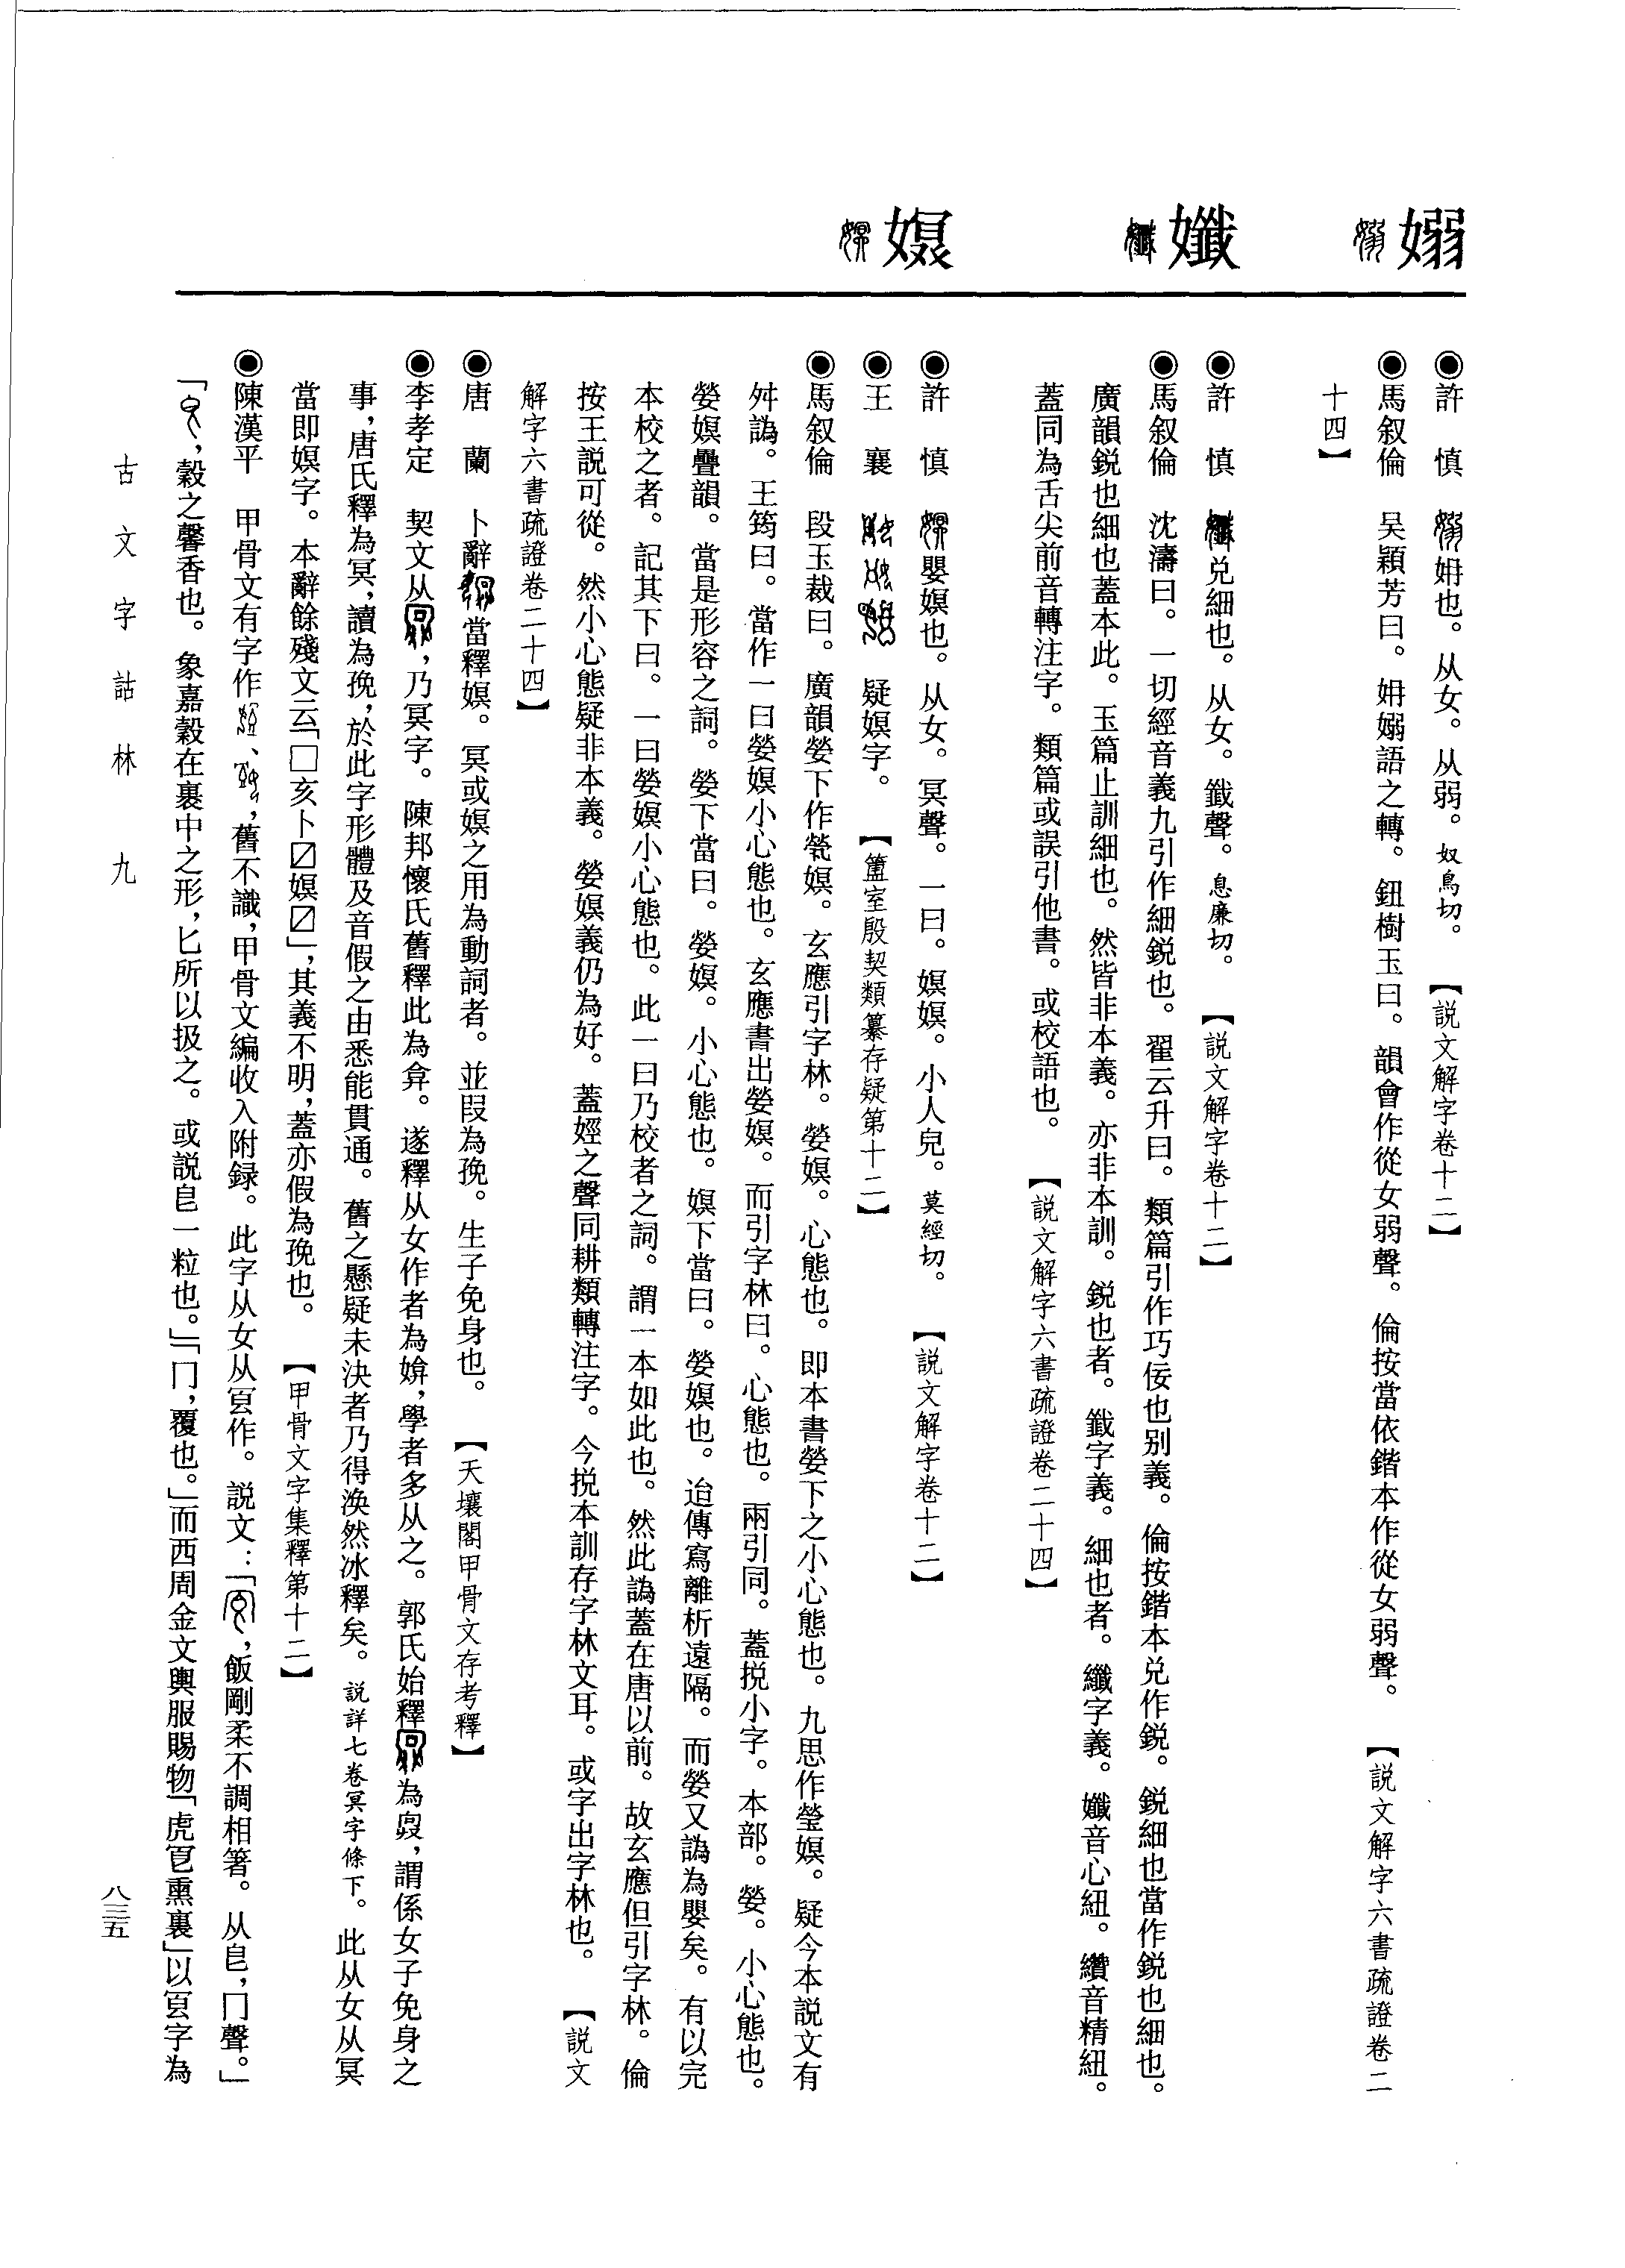 嫋
●許　慎　姌也。从女。从弱。奴鳥切。　【説文解字卷十二】
●馬叙倫　吴穎芳曰。姌嫋語之轉。鈕樹玉曰。韻會作從女弱聲。倫按當依鍇本作從女弱聲。　【説文解字六書疏證卷二
十四】
孅
●許　慎　兑細也。从女。韱聲。息廉切。　【説文解字卷十二】
●馬叙倫　沈濤曰。一切經音義九引作細鋭也。翟云升曰。類篇引作巧佞也别義。倫按鍇本兑作鋭。鋭細也當作鋭也細也。
廣韻鋭也細也蓋本此。玉篇止訓細也。然皆非本義。亦非本訓。鋭也者。韱字義。細也者。纖字義。孅音心紐。纘音精紐。
蓋同為舌尖前音轉注字。類篇或誤引他書。或校語也。　【説文解字六書疏證卷二十四】
嫇
●許　慎　嬰嫇也。从女。冥聲。一曰。嫇嫇。小人皃。莫經切。　【説文解字卷十二】
●王　襄　疑嫇字。　【簠室殷契類纂存疑第十二】
●馬叙倫　段玉裁曰。廣韻嫈下作㷀嫇。玄應引字林。嫈嫇。心態也。即本書嫈下之小心態也。九思作瑩嫇。疑今本説文有
舛譌。王筠曰。當作一曰嫈嫇小心態也。玄應書出嫈嫇。而引字林曰。心態也。兩引同。蓋捝小字。本部。嫈。小心態也。
嫈嫇疊韻。當是形容之詞。嫈下當曰。嫈嫇。小心態也。嫇下當曰。嫈嫇也。迨傳寫離析遠隔。而嫈又譌為嬰矣。有以完
本校之者。記其下曰。一曰嫈嫇小心態也。此一曰乃校者之詞。謂一本如此也。然此譌蓋在唐以前。故玄應但引字林。倫
按王説可從。然小心態疑非本義。嫈嫇義仍為好。蓋娙之聲同耕類轉注字。今捝本訓存字林文耳。或字出字林也。　【説文
解字六書疏證卷二十四】
●唐　蘭　卜辭當釋嫇。冥或嫇之用為動詞者。並叚為挽。生子免身也。　【天壤閣甲骨文存考釋】
●李孝定　契文从，乃冥字。陳邦懷氏舊釋此為弇。遂釋从女作者為媕，學者多从之。郭氏始釋為㝃，謂係女子免身之
事，唐氏釋為冥，讀為挽，於此字形體及音假之由悉能貫通。舊之懸疑未決者乃得渙然冰釋矣。説詳七卷冥字條下。此从女从冥
當即嫇字。本辭餘殘文云「□亥卜☑嫇☑」，其義不明，蓋亦假為挽也。　【甲骨文字集釋第十二】
●陳漢平　甲骨文有字作、，舊不識，甲骨文編收入附録。此字从女从㝁作。説文：「，飯剛柔不調相箸。从皀，冂聲。」
「，穀之馨香也。象嘉穀在裹中之形，匕所以扱之。或説皀一粒也。」「冂，覆也。」而西周金文輿服賜物「虎冟熏裏」以㝁字為
古文字詁林　九
八三五